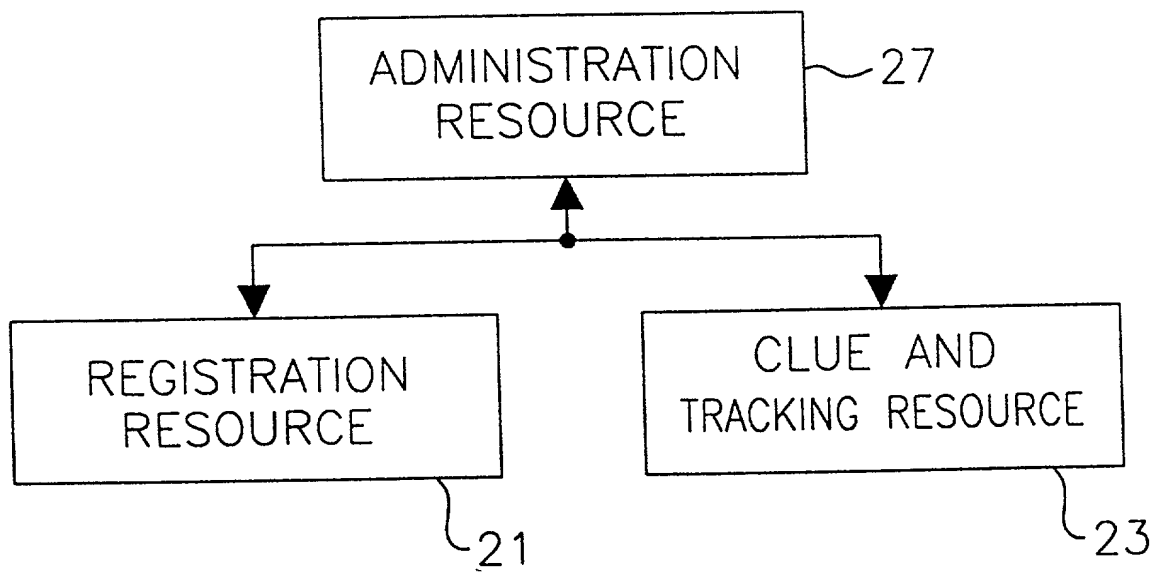 ADMINISTRATION
RESOURCE
27
REGISTRATION
RESOURCE
21
CLUE AND
TRACKING RESOURCE
23